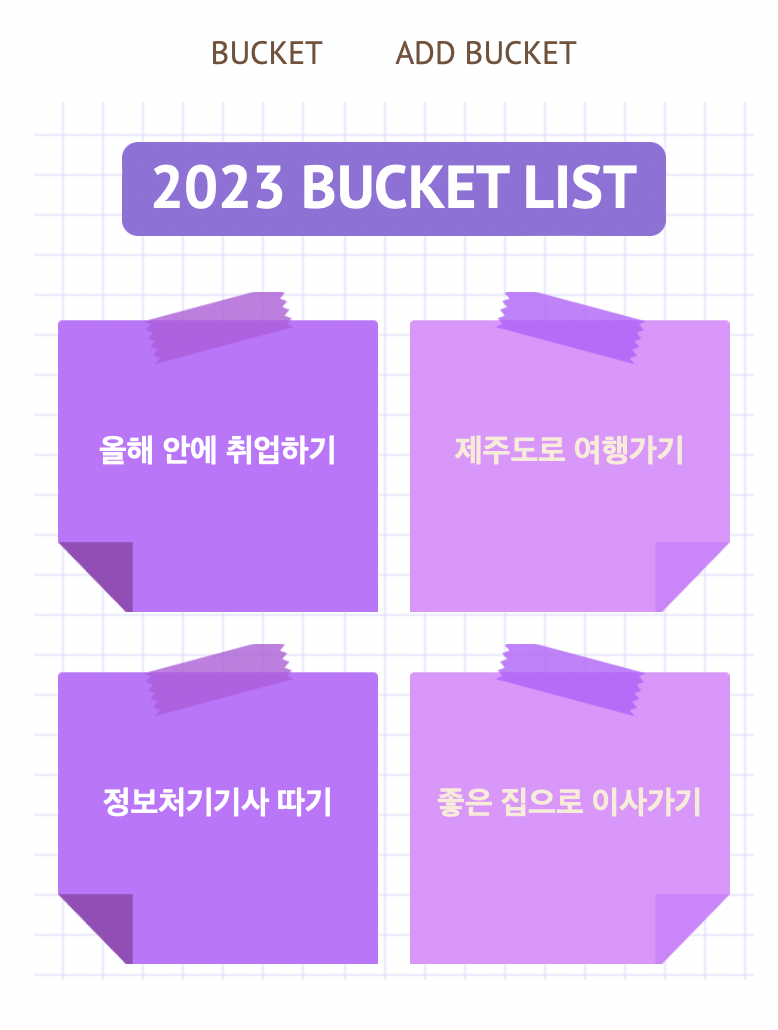 BUCKET ADD BUCKET
2023 BUCKET LIST
올해 안에 취업하기
제주도로 여행가기
정보처기기사 따기
좋은 집으로 이사가기